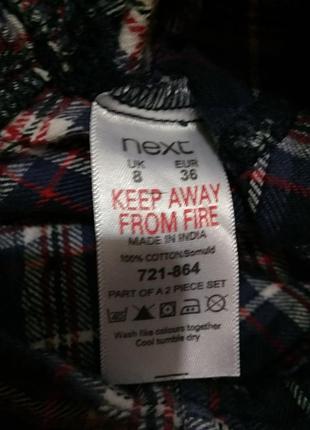 next
UK EUR
8 36
KEEP AWAY
FROM FIRE
MADE IN INDIA
100% COTTON Somuld
721-864
PART OF A 2 PIECE SET
Wash like colours together
Cool tumble dry